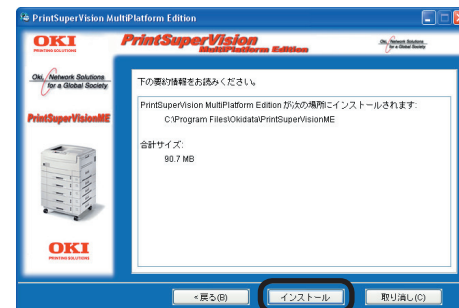 PrintSuperVision MultiPlatform Edition
OKI
PRINTING SOLUTIONS
PrintSuperVision
MultiPlatform Edition
Oki, Network Solutions
for a Global Society
Oki, Network Solutions
for a Global Society
PrintSuperVisionME
OKI
PRINTING SOLUTIONS
下の要約情報をお読みください。
PrintSuperVision MultiPlatform Edition が次の場所にインストールされます:
C:\Program Files\Okidata\PrintSuperVisionME
合計サイズ:
90.7 MB
<戻る(B)
インストール
取り消し(C)